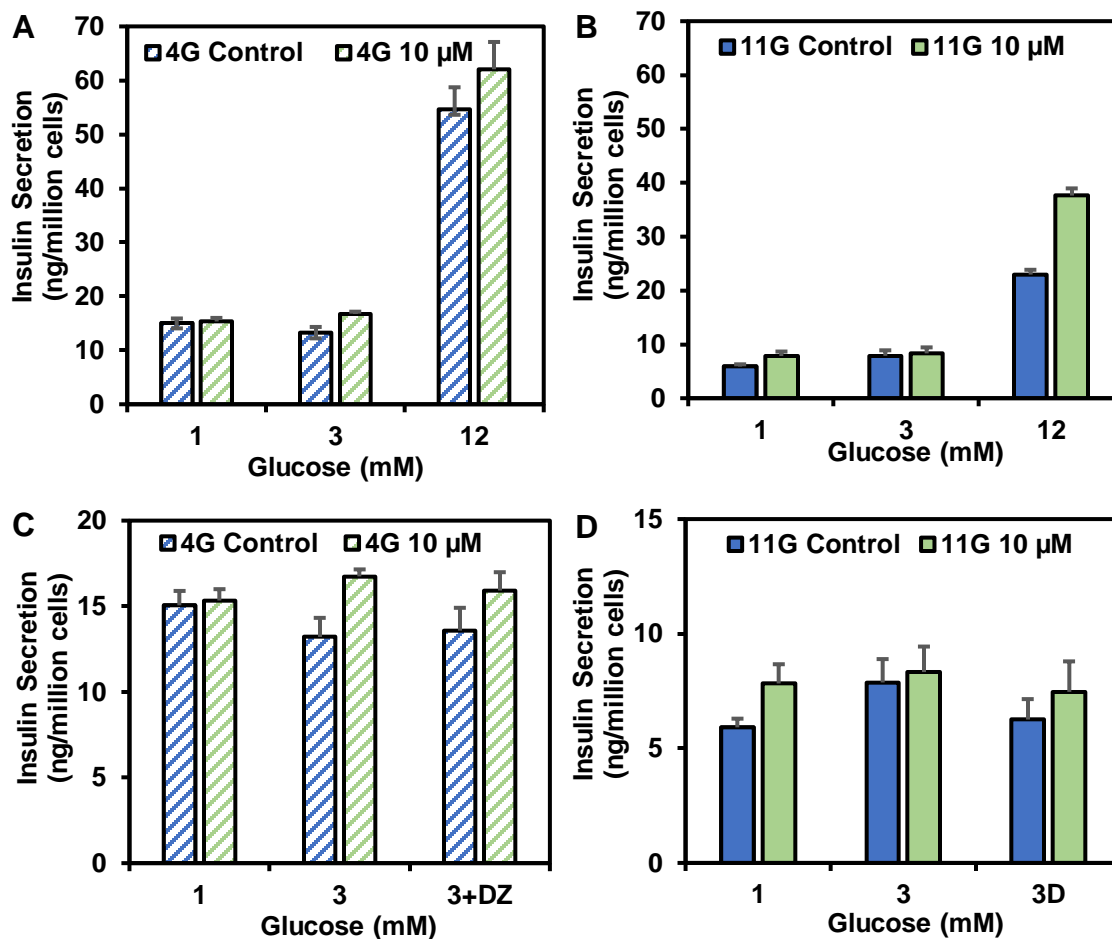 A
Insulin Secretion
(ng/million cells)
70
60
50
40
30
20
10
0
4G Control 4G 10 µM
1 3 12
Glucose (mM)
B
Insulin Secretion
(ng/million cells)
70
60
50
40
30
20
10
0
11G Control 11G 10 µM
1 3 12
Glucose (mM)
C
Insulin Secretion
(ng/million cells)
20
15
10
5
0
4G Control 4G 10 µM
1 3 3+DZ
Glucose (mM)
D
Insulin Secretion
(ng/million cells)
15
10
5
0
11G Control 11G 10 µM
1 3 3D
Glucose (mM)